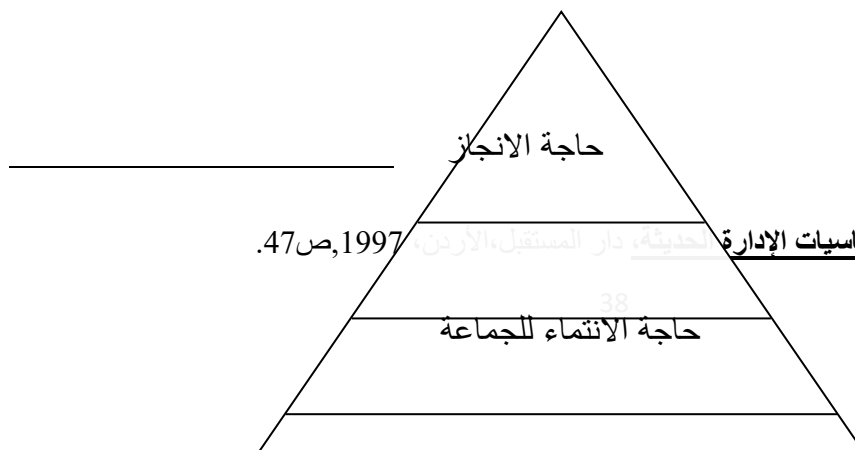 حاجة الانجاز
اسيات الإدارة الحديثة، دار المستقبل،الأردن، 1997,ص47.
38
حاجة الانتماء للجماعة